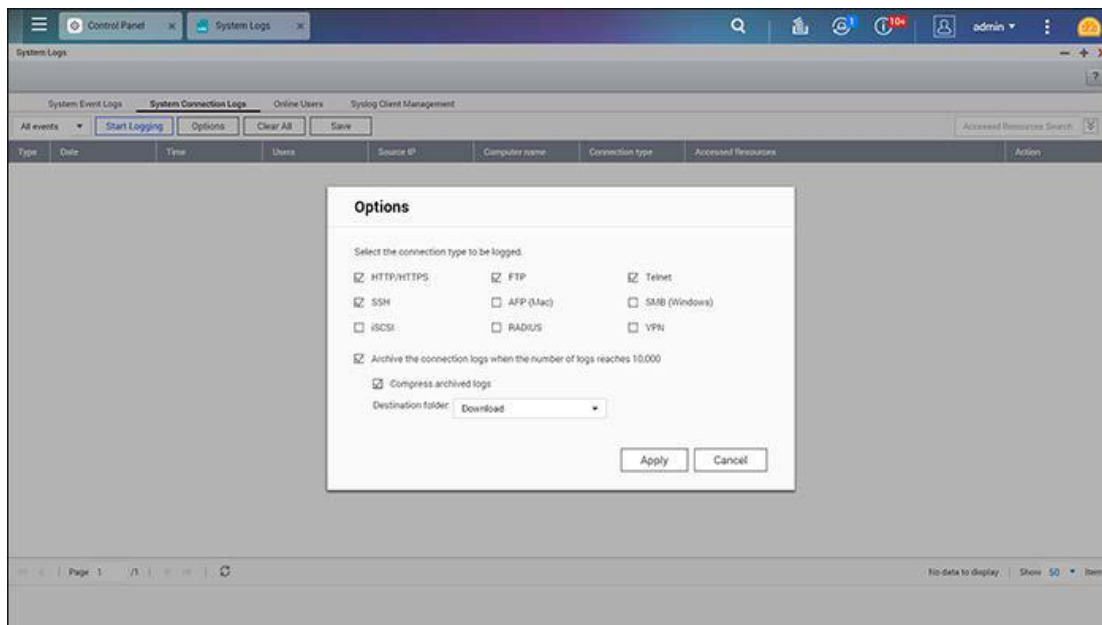 Control Panel × System Logs × 1 10+ admin
System Logs
?
System Event Logs System Connection Logs Online Users Syslog Client Management
All events Start Logging Options Clear All Save Accessed Resources Search
Type Date Time Users Source IP Computer name Connection type Accessed Resources Action
Options
Select the connection type to be logged.
HTTP/HTTPS FTP Telnet
SSH AFP (Mac) SMB (Windows)
iSCSI RADIUS VPN
Archive the connection logs when the number of logs reaches 10,000
Compress archived logs
Destination folder: Download
Apply Cancel
Page 1 /1 No data to display. Show 50 Item